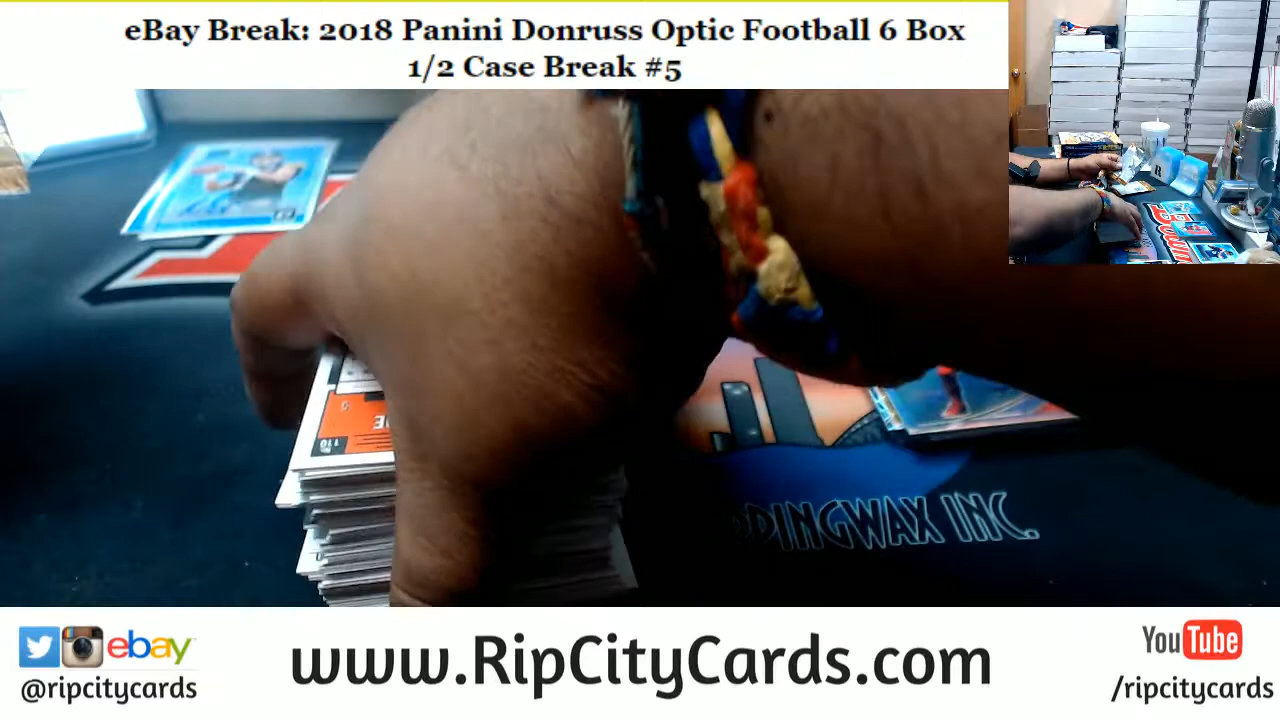 eBay Break: 2018 Panini Donruss Optic Football 6 Box
1/2 Case Break #5
110
DINGWAX INC.
ebay
@ripcitycards
www.RipCityCards.com
YouTube
/ripcitycards